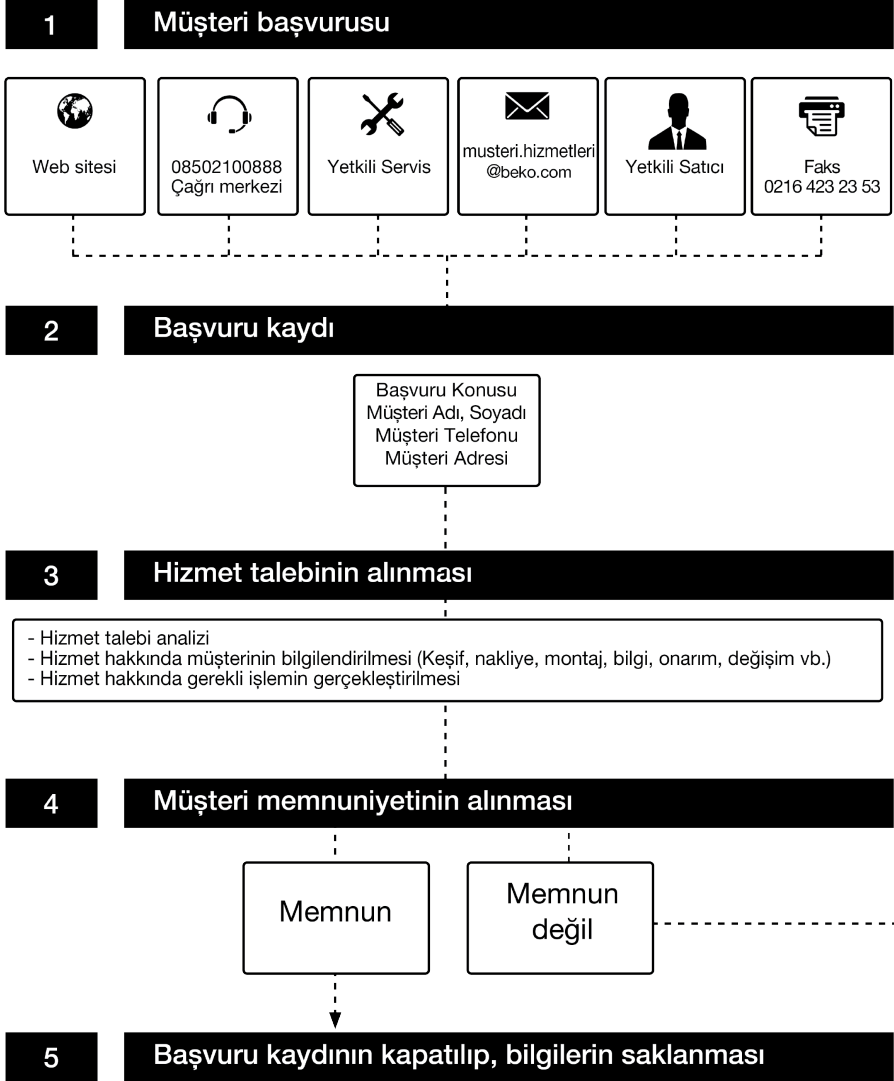 1
Müşteri başvurusu
Web sitesi
08502100888
Çağrı merkezi
Yetkili Servis
musteri.hizmetleri
@beko.com
Yetkili Satıcı
Faks
0216 423 23 53
2
Başvuru kaydı
Başvuru Konusu
Müşteri Adı, Soyadı
Müşteri Telefonu
Müşteri Adresi
3
Hizmet talebinin alınması
- Hizmet talebi analizi
- Hizmet hakkında müşterinin bilgilendirilmesi (Keşif, nakliye, montaj, bilgi, onarım, değişim vb.)
- Hizmet hakkında gerekli işlemin gerçekleştirilmesi
4
Müşteri memnuniyetinin alınması
Memnun
Memnun
değil
5
Başvuru kaydının kapatılıp, bilgilerin saklanması